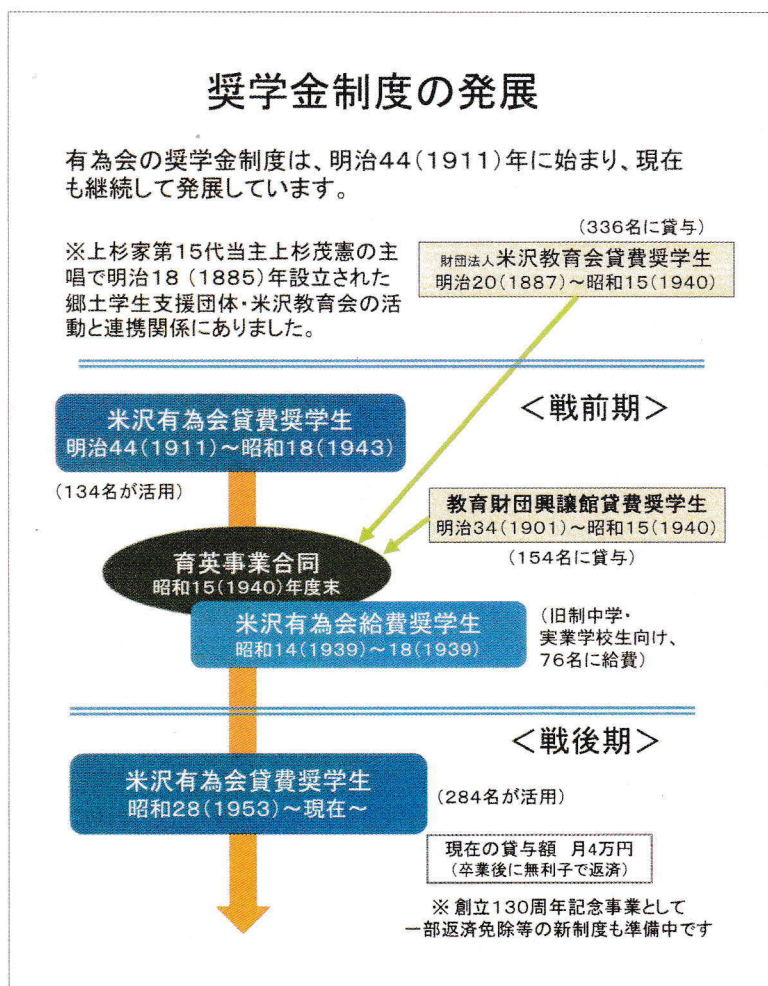 奨学金制度の発展
有為会の奨学金制度は、明治44(1911)年に始まり、現在
も継続して発展しています。
※上杉家第15代当主上杉茂憲の主
唱で明治18 (1885)年設立された
郷土学生支援団体・米沢教育会の活
動と連携関係にありました。
(336名に貸与)
財団法人米沢教育会貸費奨学生
明治20(1887)～昭和15(1940)
＜戦前期＞
米沢有為会貸費奨学生
明治44(1911)～昭和18(1943)
(134名が活用)
教育財団興譲館貸費奨学生
明治34(1901)～昭和15(1940)
(154名に貸与)
育英事業合同
昭和15(1940)年度末
米沢有為会給費奨学生
昭和14(1939)～18(1939)
(旧制中学・
実業学校生向け、
76名に給費)
＜戦後期＞
米沢有為会貸費奨学生
昭和28(1953)～現在～
(284名が活用)
現在の貸与額 月4万円
(卒業後に無利子で返済)
※ 創立130周年記念事業として
一部返済免除等の新制度も準備中です